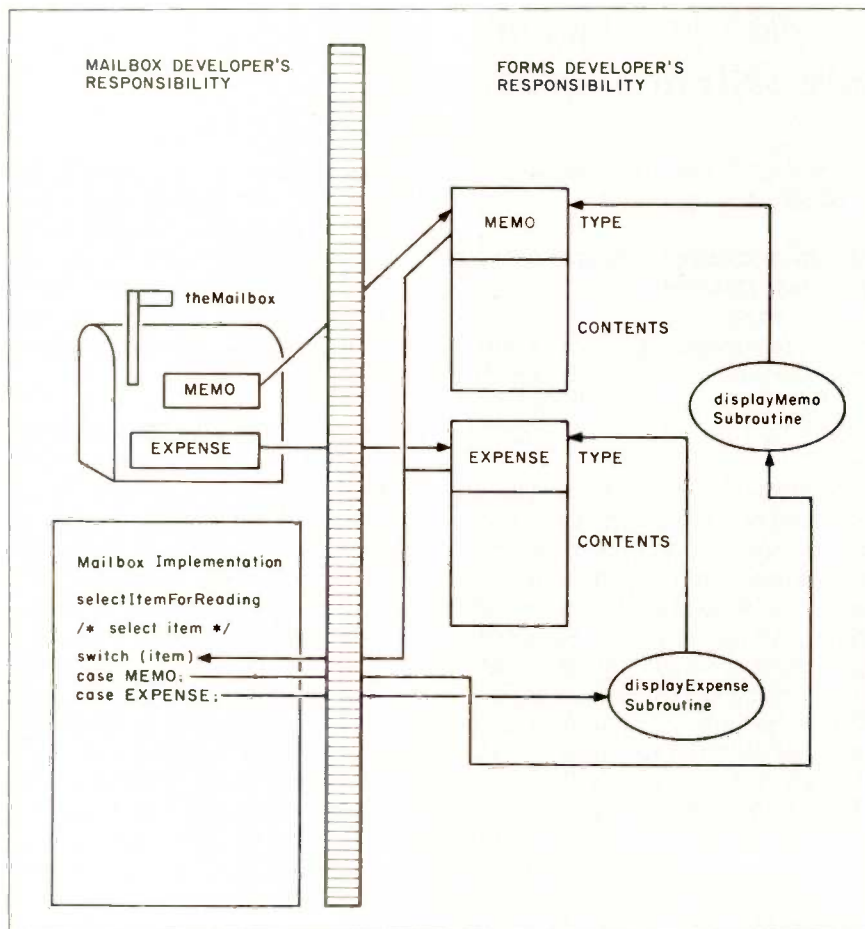 MAILBOX DEVELOPER'S
RESPONSIBILITY
FORMS DEVELOPER'S
RESPONSIBILITY
theMailbox
MEMO
EXPENSE
MEMO
TYPE
CONTENTS
displayMemo
Subroutine
EXPENSE
TYPE
CONTENTS
Mailbox Implementation
selectItemForReading
/* select item */
switch (item)
case MEMO;
case EXPENSE;
displayExpense
Subroutine